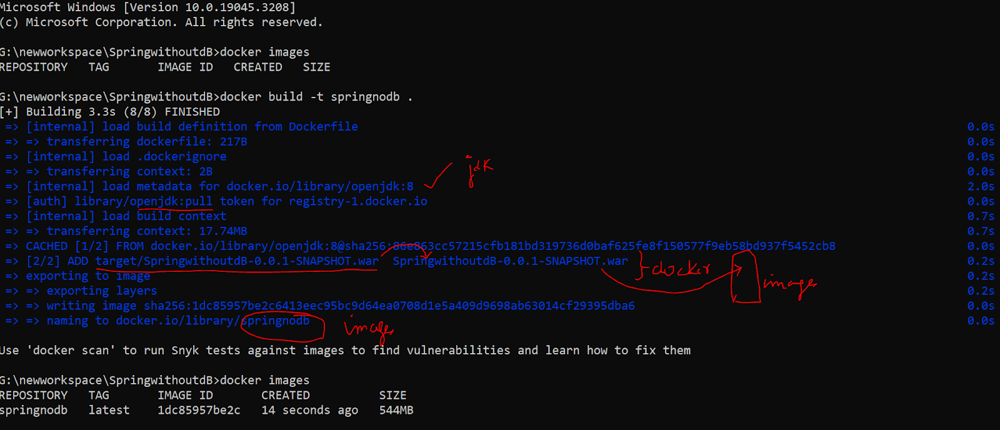 Microsoft Windows [Version 10.0.19045.3208]
(c) Microsoft Corporation. All rights reserved.
G:\newworkspace\SpringwithoutdB>docker images
REPOSITORY TAG IMAGE ID CREATED SIZE
G:\newworkspace\SpringwithoutdB>docker build -t springnodb .
[+] Building 3.3s (8/8) FINISHED
=> [internal] load build definition from Dockerfile 0.0s
=> => transferring dockerfile: 217B 0.0s
=> [internal] load .dockerignore 0.0s
jdk
=> => transferring context: 2B 0.0s
=> [internal] load metadata for docker.io/library/openjdk:8 2.0s
=> [auth] library/openjdk:pull token for registry-1.docker.io 0.0s
=> [internal] load build context 0.7s
=> => transferring context: 17.74MB 0.7s
=> CACHED [1/2] FROM docker.io/library/openjdk:8@sha256:86e863cc57215cfb181bd319736d0baf625fe8f150577f9eb58bd937f5452cb8 0.0s
=> [2/2] ADD target/SpringwithoutdB-0.0.1-SNAPSHOT.war SpringwithoutdB-0.0.1-SNAPSHOT.war 0.2s
docker
=> exporting to image 0.2s
image
=> => exporting layers 0.2s
=> => writing image sha256:1dc85957be2c6413eec95bc9d64ea0708d1e5a409d9698ab63014cf29395dba6 0.0s
=> => naming to docker.io/library/springnodb 0.0s
image
Use 'docker scan' to run Snyk tests against images to find vulnerabilities and learn how to fix them
G:\newworkspace\SpringwithoutdB>docker images
REPOSITORY TAG IMAGE ID CREATED SIZE
springnodb latest 1dc85957be2c 14 seconds ago 544MB